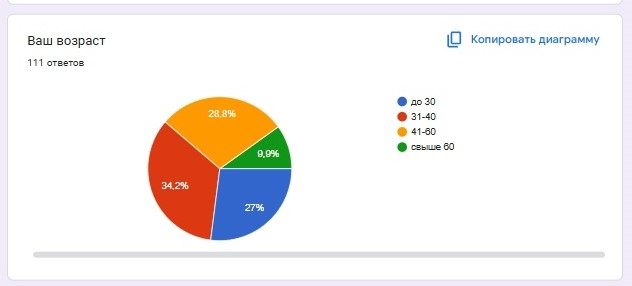 Ваш возраст
Копировать диаграмму
111 ответов
до 30
31-40
41-60
свыше 60
28,8%
9,9%
34,2%
27%